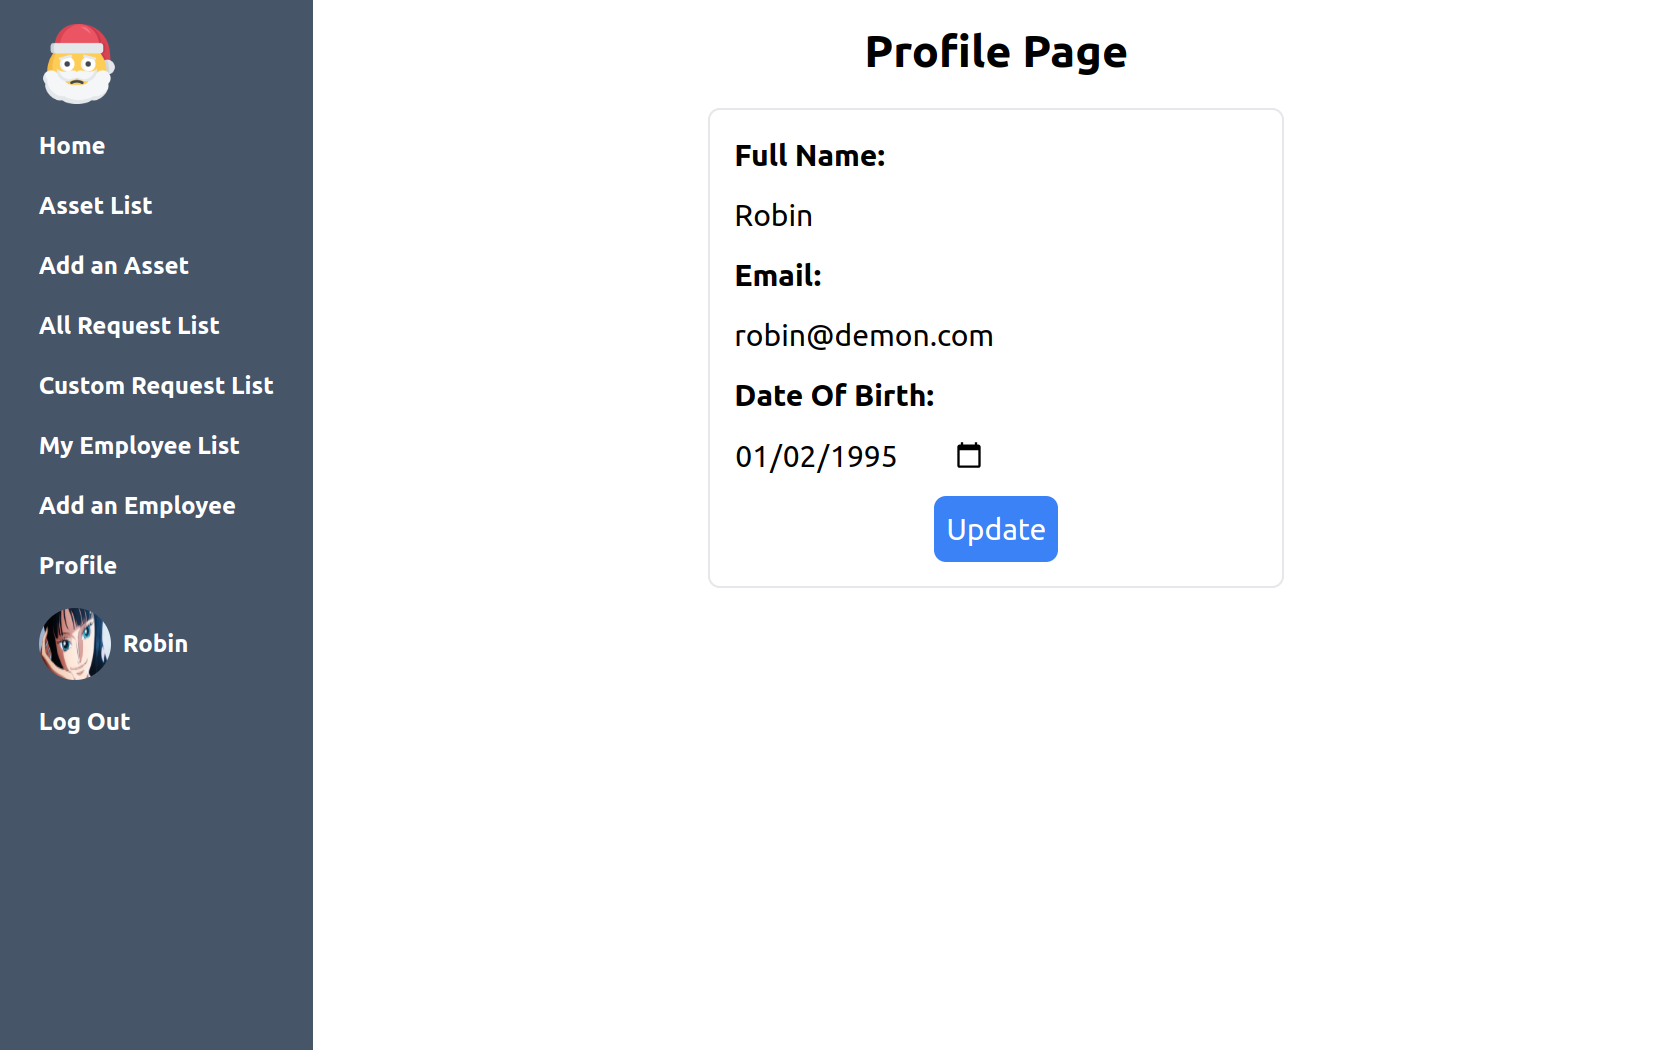 Home
Asset List
Add an Asset
All Request List
Custom Request List
My Employee List
Add an Employee
Profile
Robin
Log Out
Profile Page
Full Name:
Robin
Email:
robin@demon.com
Date Of Birth:
01/02/1995
Update